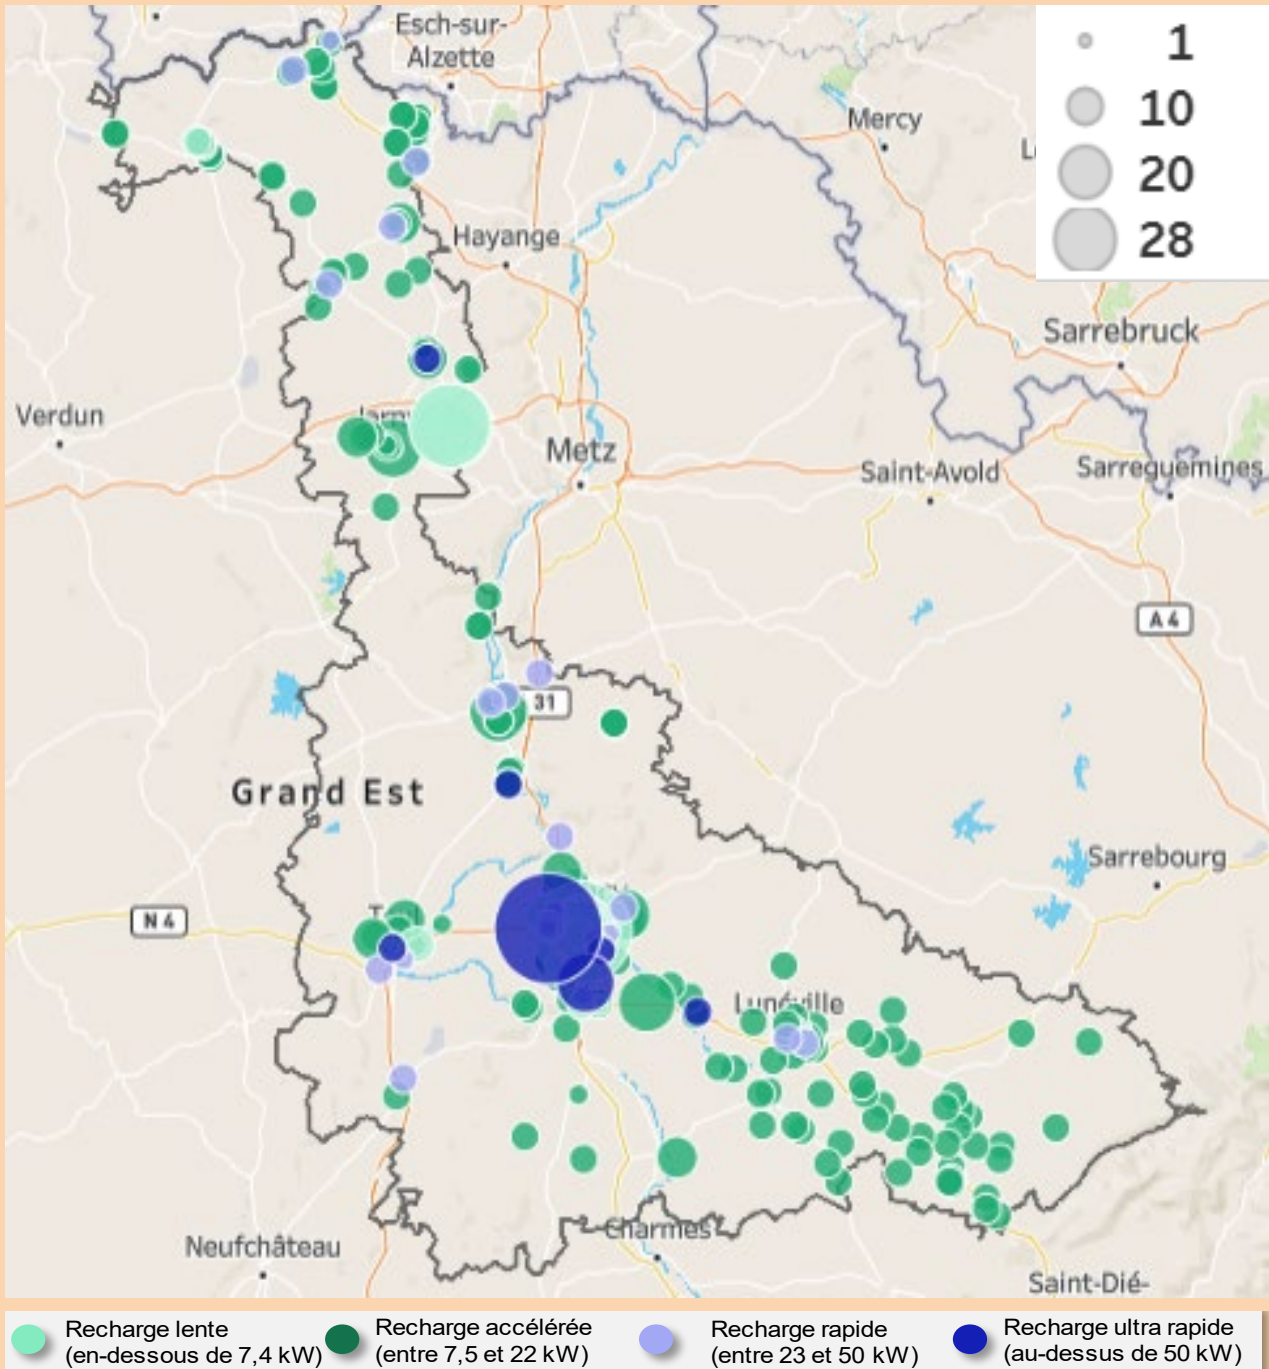 Esch-sur-
Alzette
1
10
20
28
Mercy
Hayange
Sarrebruck
Verdun
Metz
Saint-Avold
Sarreguemines
A 4
31
Grand Est
Sarrebourg
N 4
Lunéville
Charmes
Neufchâteau
Saint-Dié-
Recharge lente
(en-dessous de 7,4 kW)
Recharge accélérée
(entre 7,5 et 22 kW)
Recharge rapide
(entre 23 et 50 kW)
Recharge ultra rapide
(au-dessus de 50 kW)